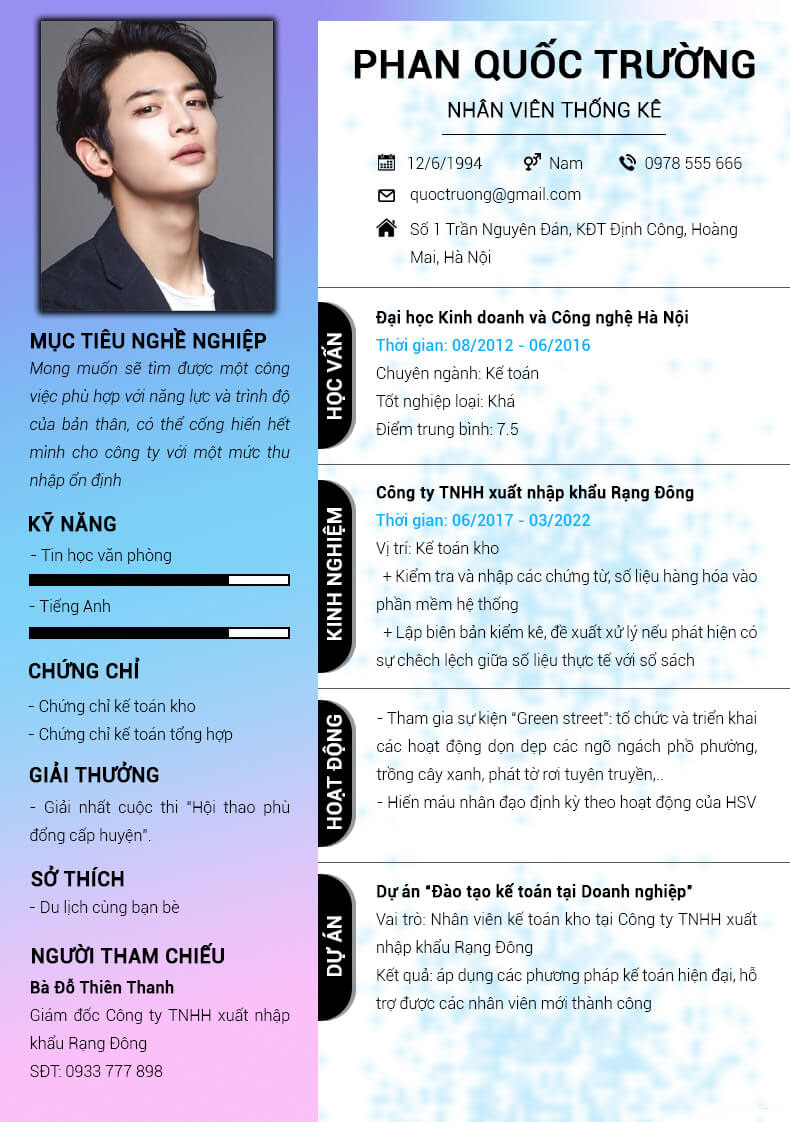 PHAN QUỐC TRƯỜNG
NHÂN VIÊN THỐNG KÊ
12/6/1994 Nam 0978 555 666
quoctruong@gmail.com
Số 1 Trần Nguyên Đán, KĐT Định Công, Hoàng
Mai, Hà Nội
MỤC TIÊU NGHỀ NGHIỆP
Mong muốn sẽ tìm được một công
việc phù hợp với năng lực và trình độ
của bản thân, có thể cống hiến hết
mình cho công ty với một mức thu
nhập ổn định
KỸ NĂNG
- Tin học văn phòng
- Tiếng Anh
CHỨNG CHỈ
- Chứng chỉ kế toán kho
- Chứng chỉ kế toán tổng hợp
GIẢI THƯỞNG
- Giải nhất cuộc thi “Hội thao phù
đổng cấp huyện”.
SỞ THÍCH
- Du lịch cùng bạn bè
NGƯỜI THAM CHIẾU
Bà Đỗ Thiên Thanh
Giám đốc Công ty TNHH xuất nhập
khẩu Rạng Đông
SĐT: 0933 777 898
HỌC VẤN
Đại học Kinh doanh và Công nghệ Hà Nội
Thời gian: 08/2012 - 06/2016
Chuyên ngành: Kế toán
Tốt nghiệp loại: Khá
Điểm trung bình: 7.5
KINH NGHIỆM
Công ty TNHH xuất nhập khẩu Rạng Đông
Thời gian: 06/2017 - 03/2022
Vị trí: Kế toán kho
+ Kiểm tra và nhập các chứng từ, số liệu hàng hóa vào
phần mềm hệ thống
+ Lập biên bản kiểm kê, đề xuất xử lý nếu phát hiện có
sự chêch lệch giữa số liệu thực tế với sổ sách
HOẠT ĐỘNG
- Tham gia sự kiện “Green street”: tổ chức và triển khai
các hoạt động dọn dẹp các ngõ ngách phồ phường,
trồng cây xanh, phát tờ rơi tuyên truyền,..
- Hiến máu nhân đạo định kỳ theo hoạt động của HSV
DỰ ÁN
Dự án “Đào tạo kế toán tại Doanh nghiệp”
Vai trò: Nhân viên kế toán kho tại Công ty TNHH xuất
nhập khẩu Rạng Đông
Kết quả: áp dụng các phương pháp kế toán hiện đại, hỗ
trợ được các nhân viên mới thành công